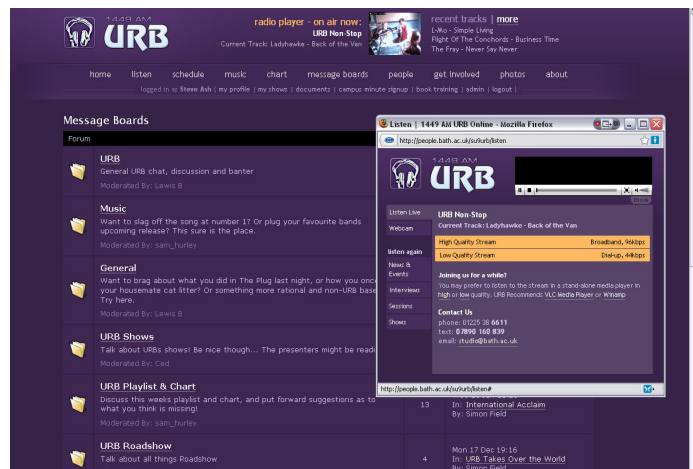 1449 AM
URB
radio player - on air now:
URB Non-Stop
Current Track: Ladyhawke - Back of the Van
recent tracks | more
L-Mo - Simple Living
Flight Of The Conchords - Business Time
The Fray - Never Say Never
home listen schedule music chart message boards people get involved photos about
logged in as Steve Ash | my profile | my shows | documents | campus minute signup | book training | admin | logout |
Message Boards
Forum
URB
General URB chat, discussion and banter
Moderated By: Lewis B
Music
Want to slag off the song at number 1? Or plug your favourite bands
upcoming release? This sure is the place.
Moderated By: sam_hurley
General
Want to brag about what you did in The Plug last night, or how you once
your housemate cat litter? Or something more rational and non-URB base
Try here.
Moderated By: Lewis B
URB Shows
Talk about URBs shows! Be nice though... The presenters might be readi
Moderated By: Ced
URB Playlist & Chart
Discuss this weeks playlist and chart, and put forward suggestions as to
what you think is missing!
Moderated By: sam_hurley
13
In: International Acclaim
By: Simon Field
URB Roadshow
Talk about all things Roadshow
4
Mon 17 Dec 19:16
In: URB Takes Over the World
By: Simon Field
Listen | 1449 AM URB Online - Mozilla Firefox
http://people.bath.ac.uk/su9urb/listen
1449 AM
URB
Listen Live
Webcam
listen again
News &
Events
Interviews
Sessions
Shows
URB Non-Stop
Current Track: Ladyhawke - Back of the Van
High Quality Stream Broadband, 96kbps
Low Quality Stream Dial-up, 44kbps
Joining us for a while?
You may prefer to listen to the stream in a stand-alone media player in
high or low quality. URB Recommends VLC Media Player or Winamp
Contact Us
phone: 01225 38 6611
text: 07890 160 839
email: studio@bath.ac.uk
http://people.bath.ac.uk/su9urb/listen#